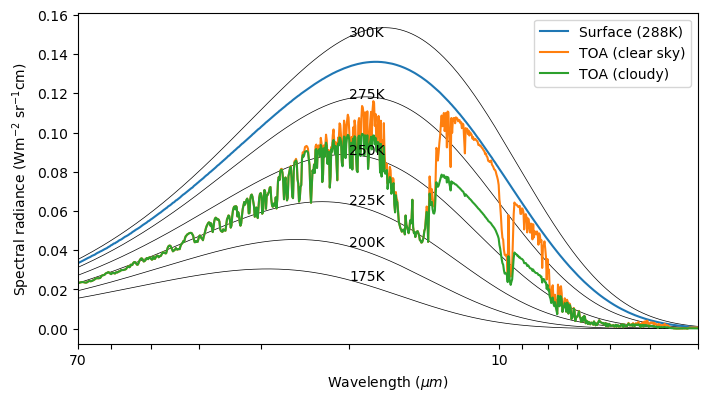 0.16
0.14
0.12
0.10
0.08
0.06
0.04
0.02
0.00
Spectral radiance (Wm⁻² sr⁻¹cm)
300K
275K
250K
225K
200K
175K
Surface (288K)
TOA (clear sky)
TOA (cloudy)
70
10
Wavelength (μm)